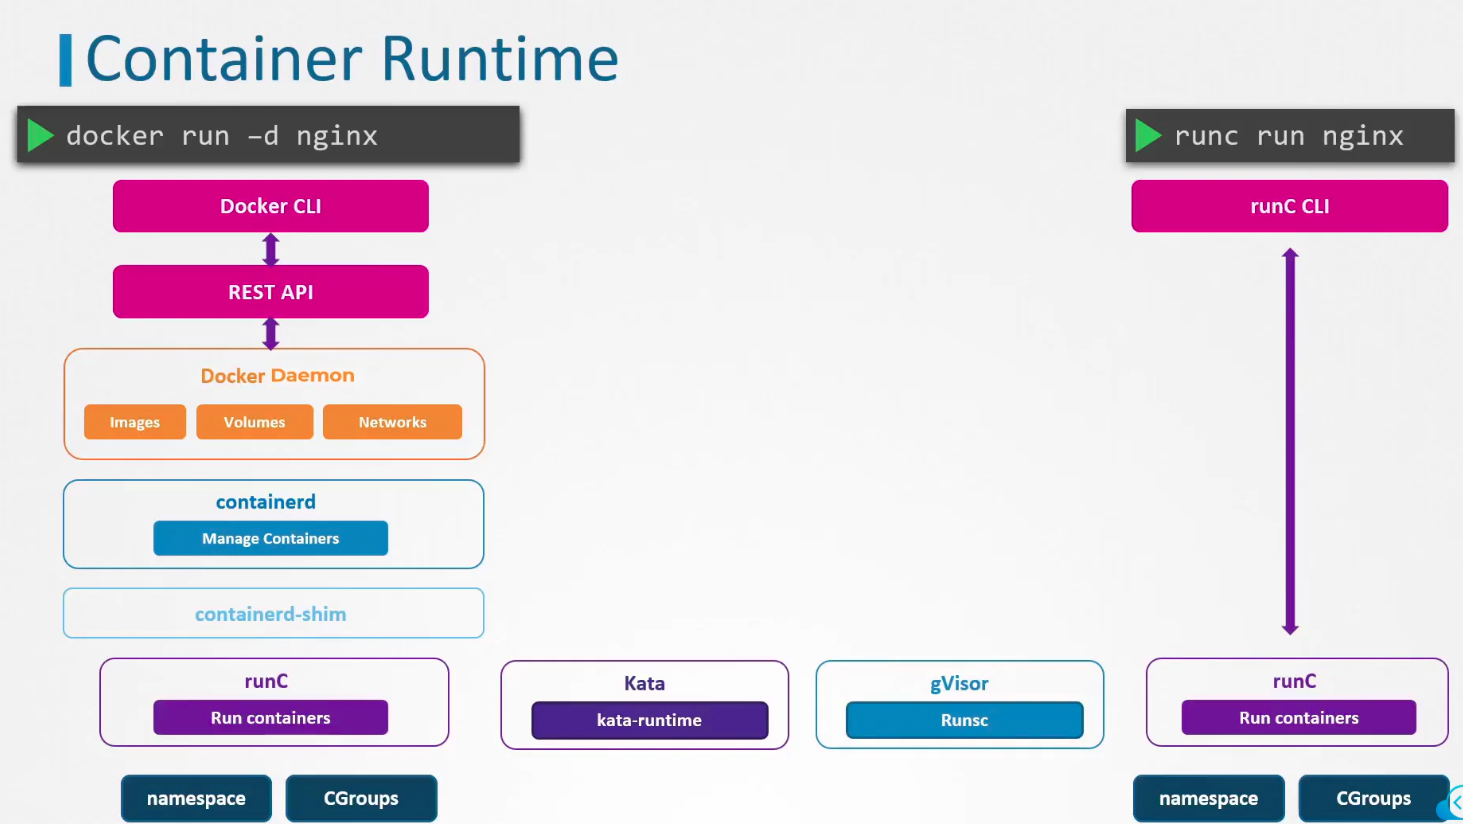 Container Runtime
docker run –d nginx
runc run nginx
Docker CLI
runC CLI
REST API
Docker Daemon
Images
Volumes
Networks
containerd
Manage Containers
containerd-shim
runC
Run containers
Kata
kata-runtime
gVisor
Runsc
runC
Run containers
namespace
CGroups
namespace
CGroups